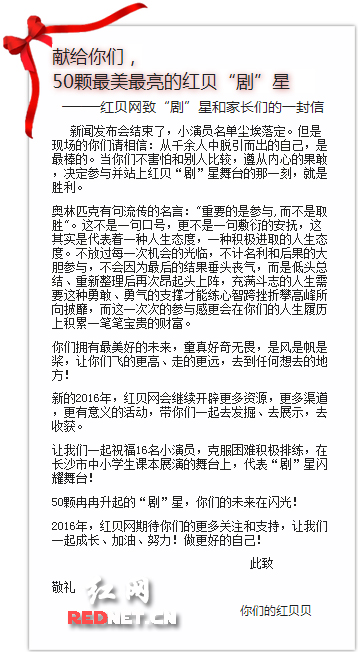 献给你们，
50颗最美最亮的红贝“剧”星
———红贝网致“剧”星和家长们的一封信
新闻发布会结束了，小演员名单尘埃落定。但是
现场的你们请相信：从千余人中脱引而出的自己，是
最棒的。当你们不害怕和别人比较，遵从内心的果敢
，决定参与并站上红贝“剧”星舞台的那一刻，就是
胜利。
奥林匹克有句流传的名言：“重要的是参与,而不是取
胜”。这不是一句口号，更不是一句敷衍的安抚，这
其实是代表着一种人生态度，一种积极进取的人生态
度。不放过每一次机会的光临，不计名利和后果的大
胆参与，不会因为最后的结果垂头丧气，而是低头总
结、重新整理后再次昂起头上阵，充满斗志的人生需
要这种勇敢、勇气的支撑才能练心智跨挫折攀高峰所
向披靡，而这一次次的参与感更会在你们的人生履历
上积累一笔笔宝贵的财富。
你们拥有最美好的未来，童真好奇无畏，是风是帆是
桨，让你们飞的更高、走的更远，去到任何想去的地
方！
新的2016年，红贝网会继续开辟更多资源，更多渠道
，更有意义的活动，带你们一起去发掘、去展示，去
收获。
让我们一起祝福16名小演员，克服困难积极排练，在
长沙市中小学生课本展演的舞台上，代表“剧”星闪
耀舞台！
50颗冉冉升起的“剧”星，你们的未来在闪光！
2016年，红贝网期待你们的更多关注和支持，让我们
一起成长、加油、努力！做更好的自己！
此致
敬礼
红网
REDNET.CN
你们的红贝贝